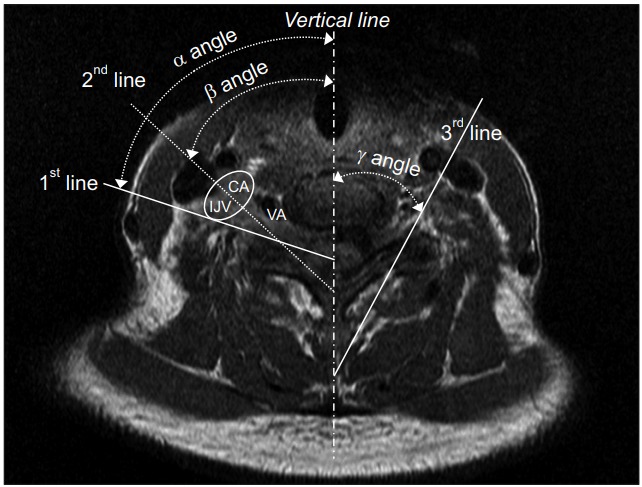 Vertical line
α angle
β angle
2nd line
3rd line
γ angle
1st line
CA
IJV
VA